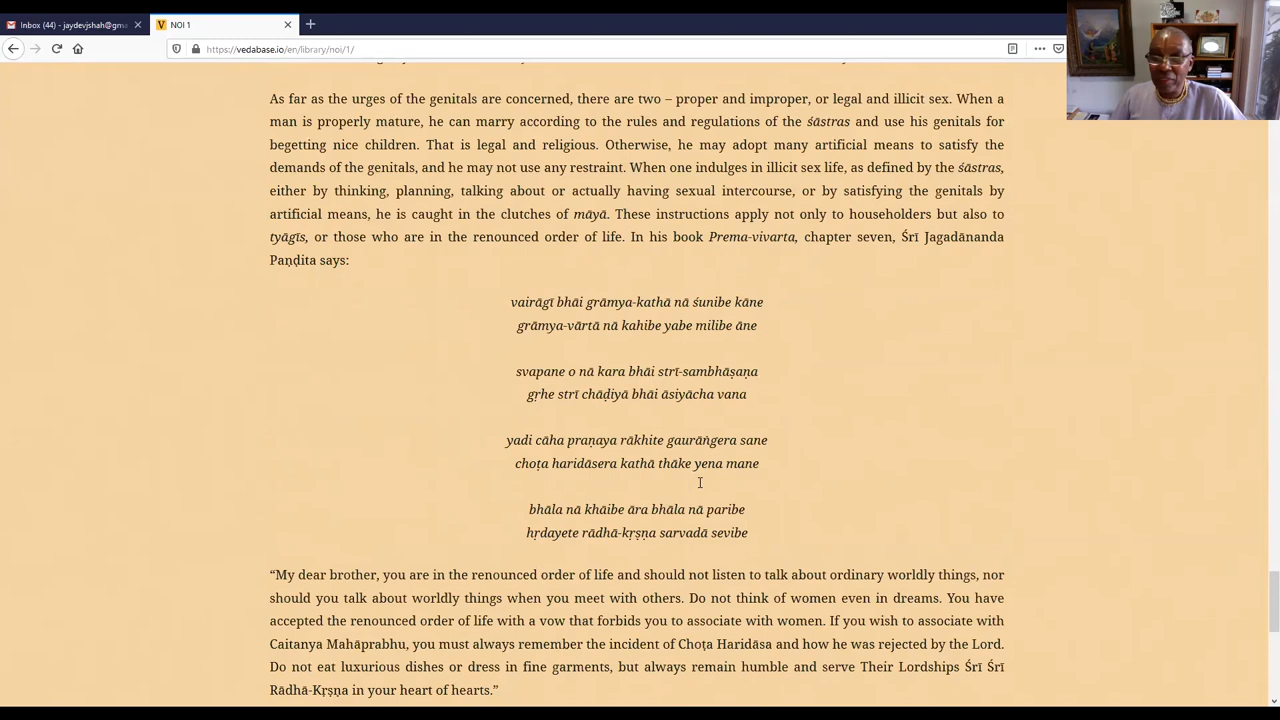 Inbox (44) - jaydevjshah@gma
NOI 1
https://vedabase.io/en/library/noi/1/
As far as the urges of the genitals are concerned, there are two – proper and improper, or legal and illicit sex. When a
man is properly mature, he can marry according to the rules and regulations of the śāstras and use his genitals for
begetting nice children. That is legal and religious. Otherwise, he may adopt many artificial means to satisfy the
demands of the genitals, and he may not use any restraint. When one indulges in illicit sex life, as defined by the śāstras,
either by thinking, planning, talking about or actually having sexual intercourse, or by satisfying the genitals by
artificial means, he is caught in the clutches of māyā. These instructions apply not only to householders but also to
tyāgīs, or those who are in the renounced order of life. In his book Prema-vivarta, chapter seven, Śrī Jagadānanda
Paṇḍita says:
vairāgī bhāi grāmya-kathā nā śunibe kāne
grāmya-vārtā nā kahibe yabe milibe āne
svapane o nā kara bhāi strī-sambhāṣaṇa
gṛhe strī chāḍiyā bhāi āsiyācha vana
yadi cāha praṇaya rākhite gaurāṅgera sane
choṭa haridāsera kathā thāke yena mane
bhāla nā khāibe āra bhāla nā paribe
hṛdayete rādhā-kṛṣṇa sarvadā sevibe
“My dear brother, you are in the renounced order of life and should not listen to talk about ordinary worldly things, nor
should you talk about worldly things when you meet with others. Do not think of women even in dreams. You have
accepted the renounced order of life with a vow that forbids you to associate with women. If you wish to associate with
Caitanya Mahāprabhu, you must always remember the incident of Choṭa Haridāsa and how he was rejected by the Lord.
Do not eat luxurious dishes or dress in fine garments, but always remain humble and serve Their Lordships Śrī Śrī
Rādhā-Kṛṣṇa in your heart of hearts.”